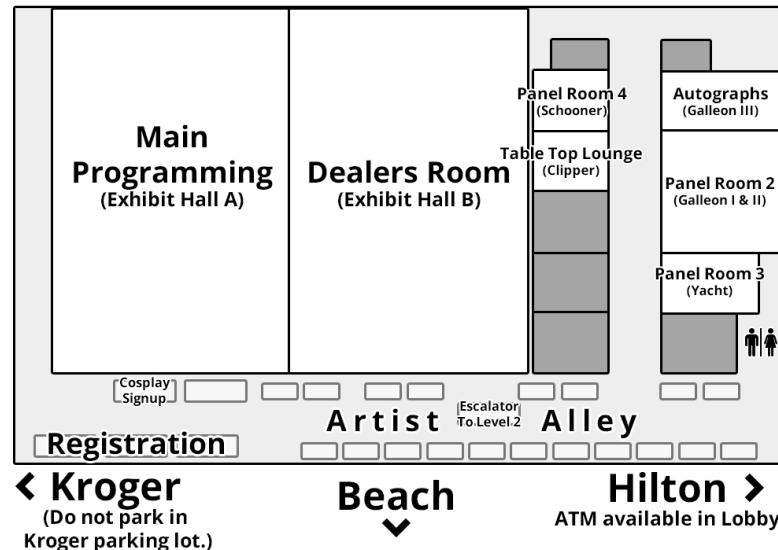 Main
Programming
(Exhibit Hall A)
Dealers Room
(Exhibit Hall B)
Panel Room 4
(Schooner)
Table Top Lounge
(Clipper)
Autographs
(Galleon III)
Panel Room 2
(Galleon I & II)
Panel Room 3
(Yacht)
Cosplay
Signup
Artist Alley
Escalator
To Level 2
Registration
Kroger
(Do not park in
Kroger parking lot.)
Beach
Hilton
ATM available in Lobby